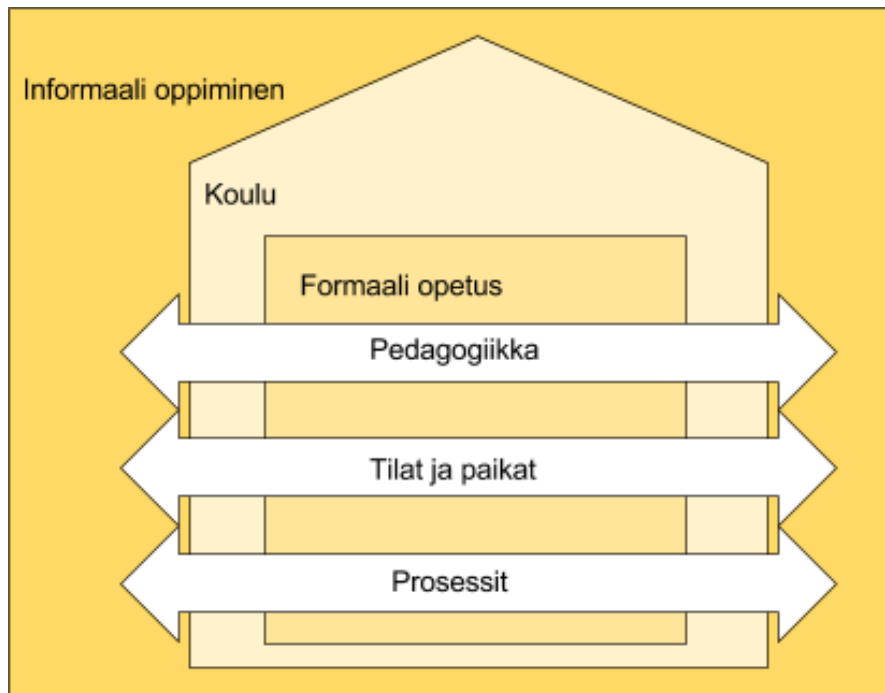 Informaali oppiminen
Koulu
Formaali opetus
Pedagogiikka
Tilat ja paikat
Prosessit